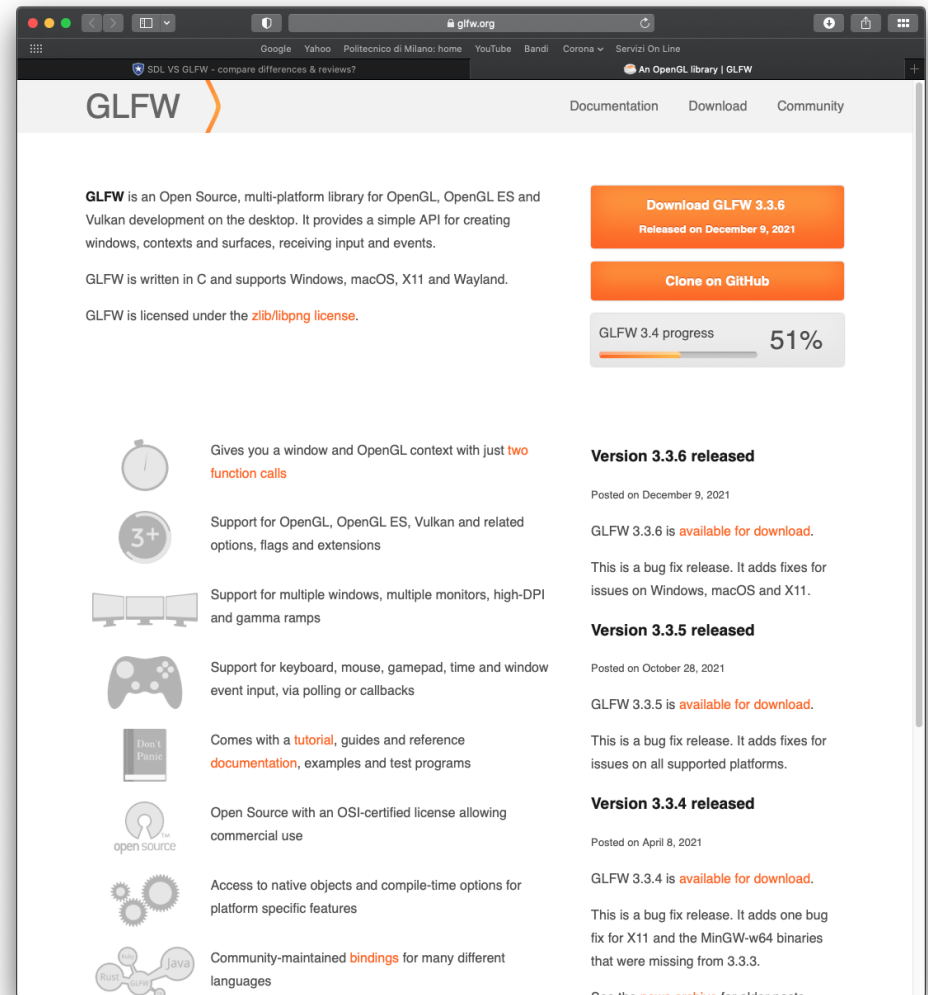 glfw.org
Google Yahoo Politecnico di Milano: home YouTube Bandi Corona Servizi On Line
SDL VS GLFW - compare differences & reviews?
An OpenGL library | GLFW
GLFW
Documentation Download Community
GLFW is an Open Source, multi-platform library for OpenGL, OpenGL ES and
Vulkan development on the desktop. It provides a simple API for creating
windows, contexts and surfaces, receiving input and events.
GLFW is written in C and supports Windows, macOS, X11 and Wayland.
GLFW is licensed under the zlib/libpng license.
Download GLFW 3.3.6
Released on December 9, 2021
Clone on GitHub
GLFW 3.4 progress
51%
Gives you a window and OpenGL context with just two
function calls
3+
Support for OpenGL, OpenGL ES, Vulkan and related
options, flags and extensions
Support for multiple windows, multiple monitors, high-DPI
and gamma ramps
Support for keyboard, mouse, gamepad, time and window
event input, via polling or callbacks
Don't
Panic
Comes with a tutorial, guides and reference
documentation, examples and test programs
TM
open source
Open Source with an OSI-certified license allowing
commercial use
Access to native objects and compile-time options for
platform specific features
Ruby
Java
Rust
GLFW
Community-maintained bindings for many different
languages
Version 3.3.6 released
Posted on December 9, 2021
GLFW 3.3.6 is available for download.
This is a bug fix release. It adds fixes for
issues on Windows, macOS and X11.
Version 3.3.5 released
Posted on October 28, 2021
GLFW 3.3.5 is available for download.
This is a bug fix release. It adds fixes for
issues on all supported platforms.
Version 3.3.4 released
Posted on April 8, 2021
GLFW 3.3.4 is available for download.
This is a bug fix release. It adds one bug
fix for X11 and the MinGW-w64 binaries
that were missing from 3.3.3.
See the news archive for older posts